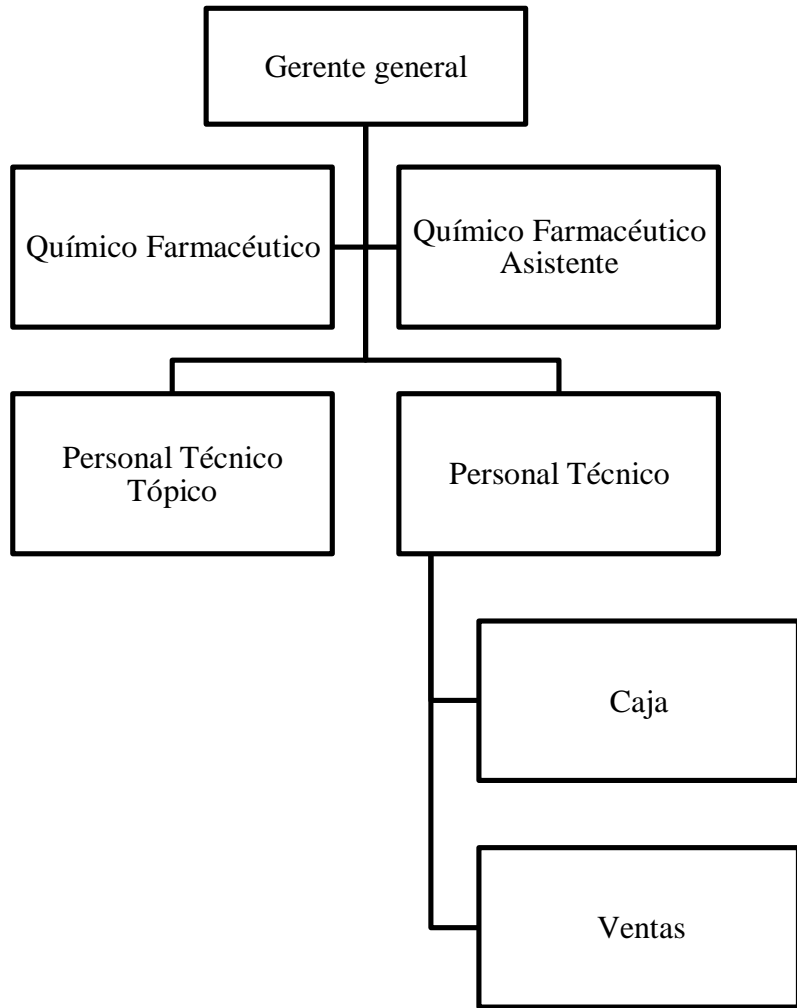 Gerente general
Químico Farmacéutico
Químico Farmacéutico
Asistente
Personal Técnico
Tópico
Personal Técnico
Caja
Ventas